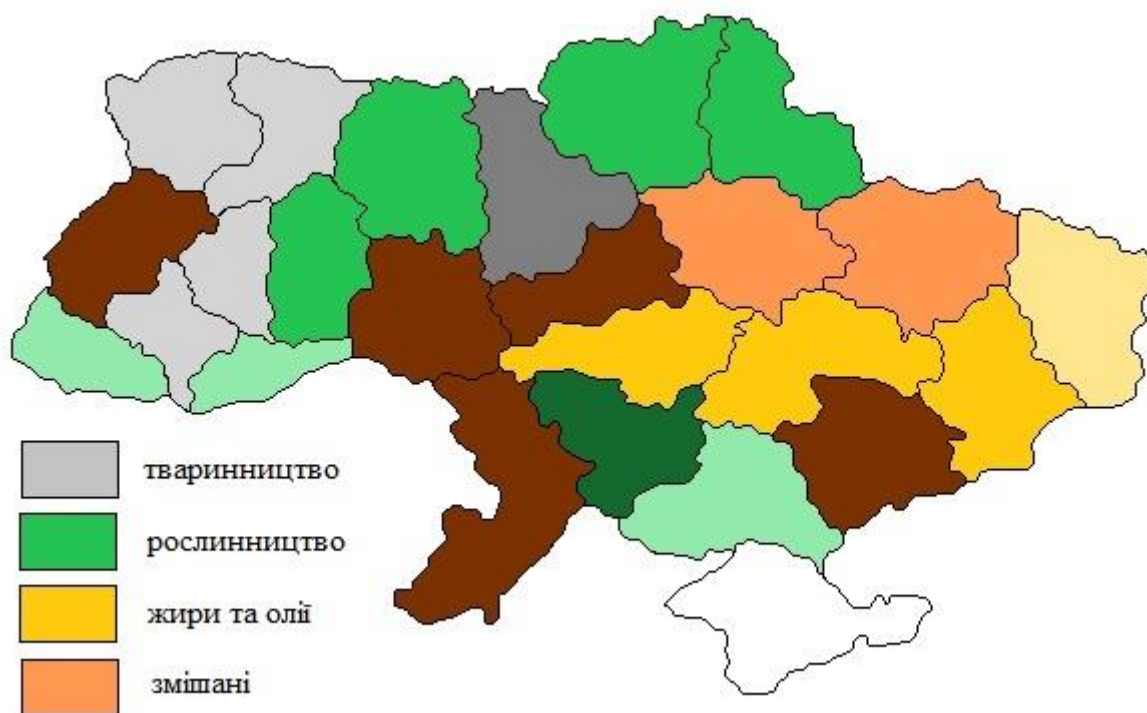 тваринництво
рослинництво
жири та олії
змішані